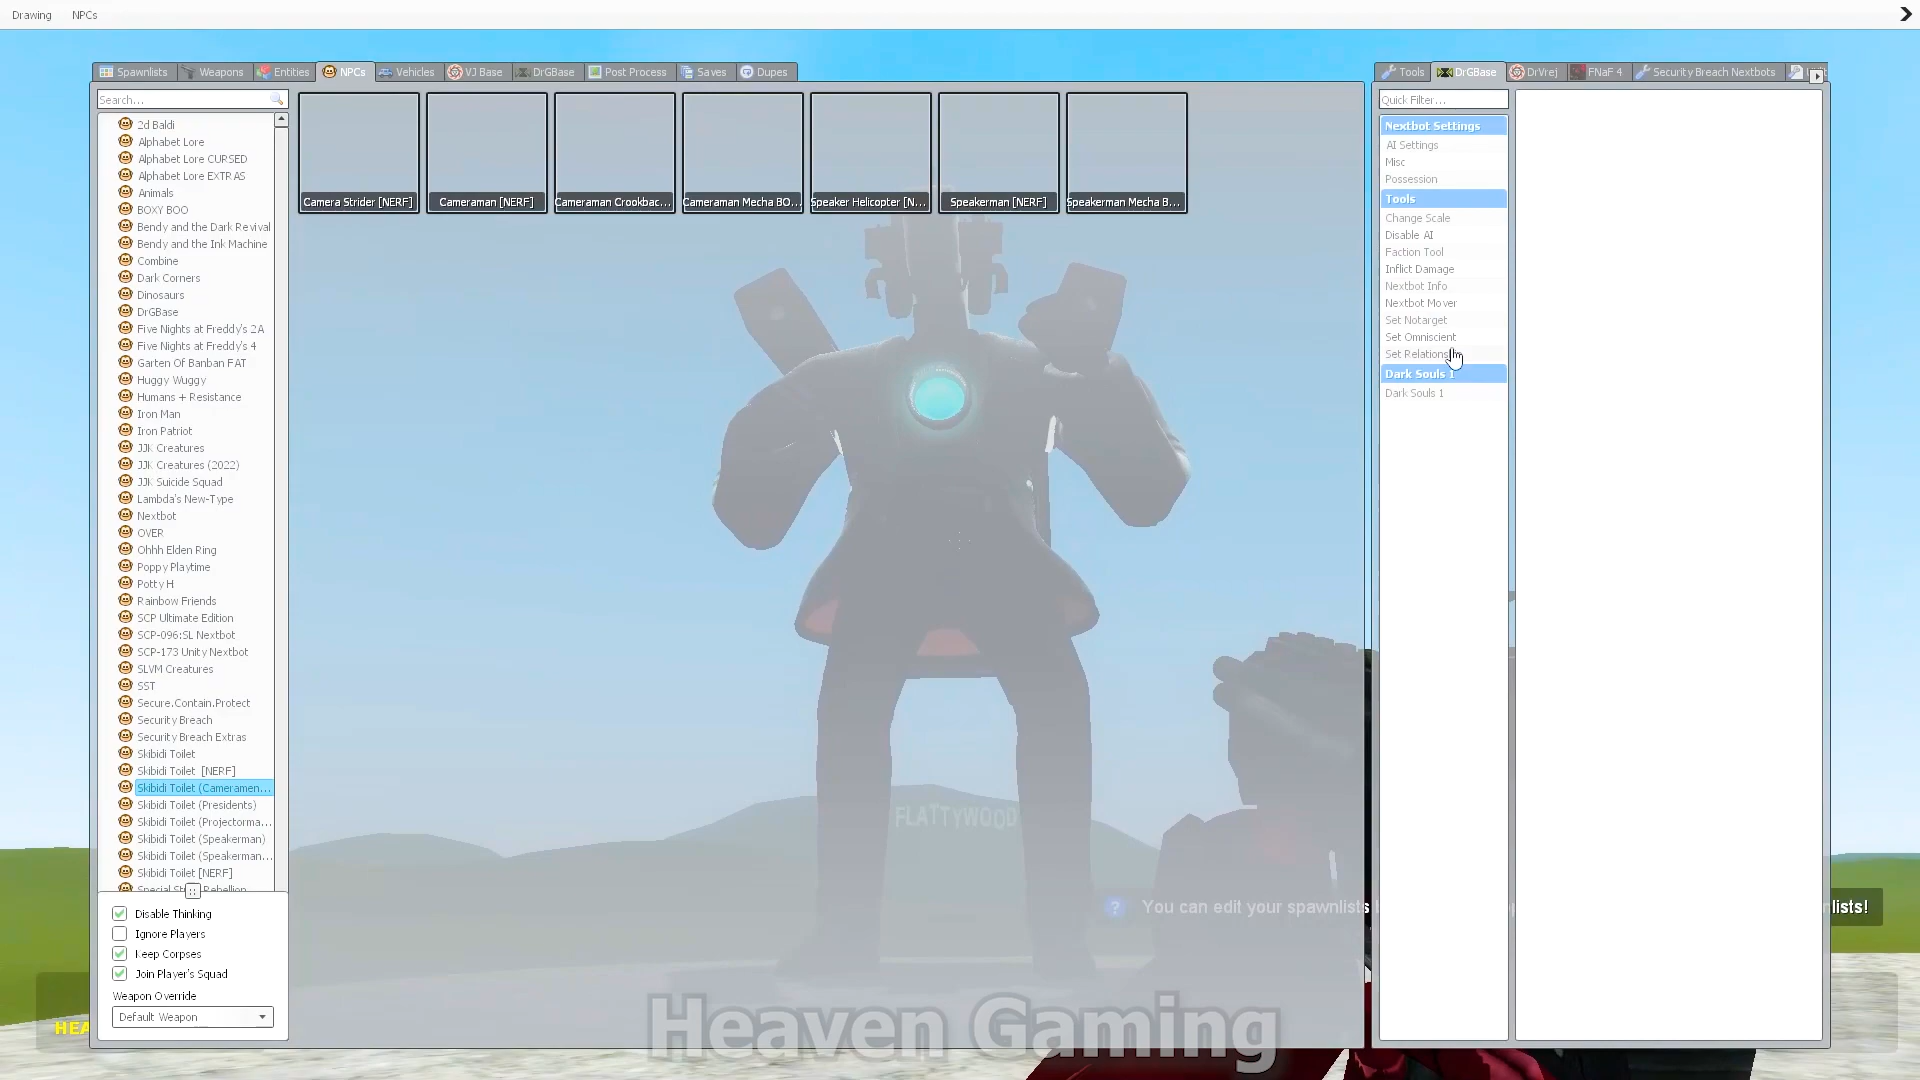 Drawing NPCs
Spawnlists Weapons Entities NPCs Vehicles VJ Base DrGBase Post Process Saves Dupes
Search...
2d Baldi
Alphabet Lore
Alphabet Lore CURSED
Alphabet Lore EXTRAS
Animals
BOXY BOO
Bendy and the Dark Revival
Bendy and the Ink Machine
Combine
Dark Corners
Dinosaurs
DrGBase
Five Nights at Freddy's 2A
Five Nights at Freddy's 4
Garten Of Banban FAT
Huggy Wuggy
Humans + Resistance
Iron Man
Iron Patriot
JJK Creatures
JJK Creatures (2022)
JJK Suicide Squad
Lambda's New-Type
Nextbot
OVER
Ohhh Elden Ring
Poppy Playtime
Potty H
Rainbow Friends
SCP Ultimate Edition
SCP-096:SL Nextbot
SCP-173 Unity Nextbot
SLVM Creatures
SST
Secure.Contain.Protect
Security Breach
Security Breach Extras
Skibidi Toilet
Skibidi Toilet [NERF]
Skibidi Toilet (Cameramen...
Skibidi Toilet (Presidents)
Skibidi Toilet (Projectorma...
Skibidi Toilet (Speakerman)
Skibidi Toilet (Speakerman...
Skibidi Toilet [NERF]
Rebellion
Disable Thinking
Ignore Players
Keep Corpses
Join Player's Squad
Weapon Override
Default Weapon
Camera Strider [NERF] Cameraman [NERF] Cameraman Crookbac... Cameraman Mecha BO... Speaker Helicopter [N... Speakerman [NERF] Speakerman Mecha B...
FLATTYWOOD
You can edit your spawnlists
lists!
Heaven Gaming
HEA
Tools DrGBase DrVrej FNaF 4 Security Breach Nextbots
Quick Filter...
Nextbot Settings
AI Settings
Misc
Possession
Tools
Change Scale
Disable AI
Faction Tool
Inflict Damage
Nextbot Info
Nextbot Mover
Set Notarget
Set Omniscient
Set Relations
Dark Souls 1
Dark Souls 1